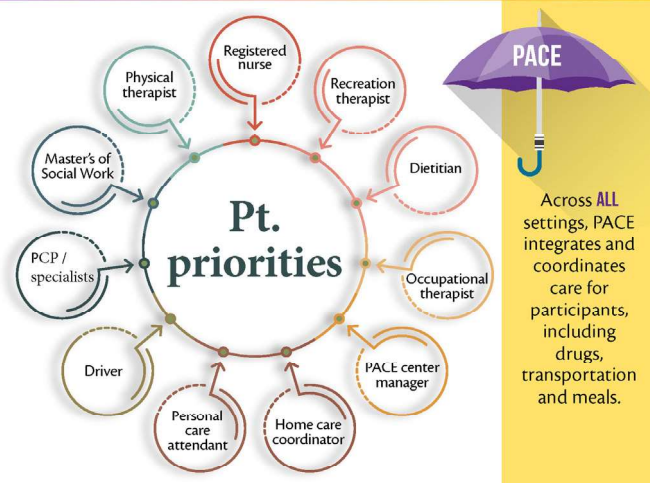 Registered
nurse
Recreation
therapist
Dietitian
Occupational
therapist
PACE center
manager
Home care
coordinator
Personal
care
attendant
Driver
PCP /
specialists
Master's of
Social Work
Physical
therapist
Pt.
priorities
PACE
Across ALL
settings, PACE
integrates and
coordinates
care for
participants,
including
drugs,
transportation
and meals.